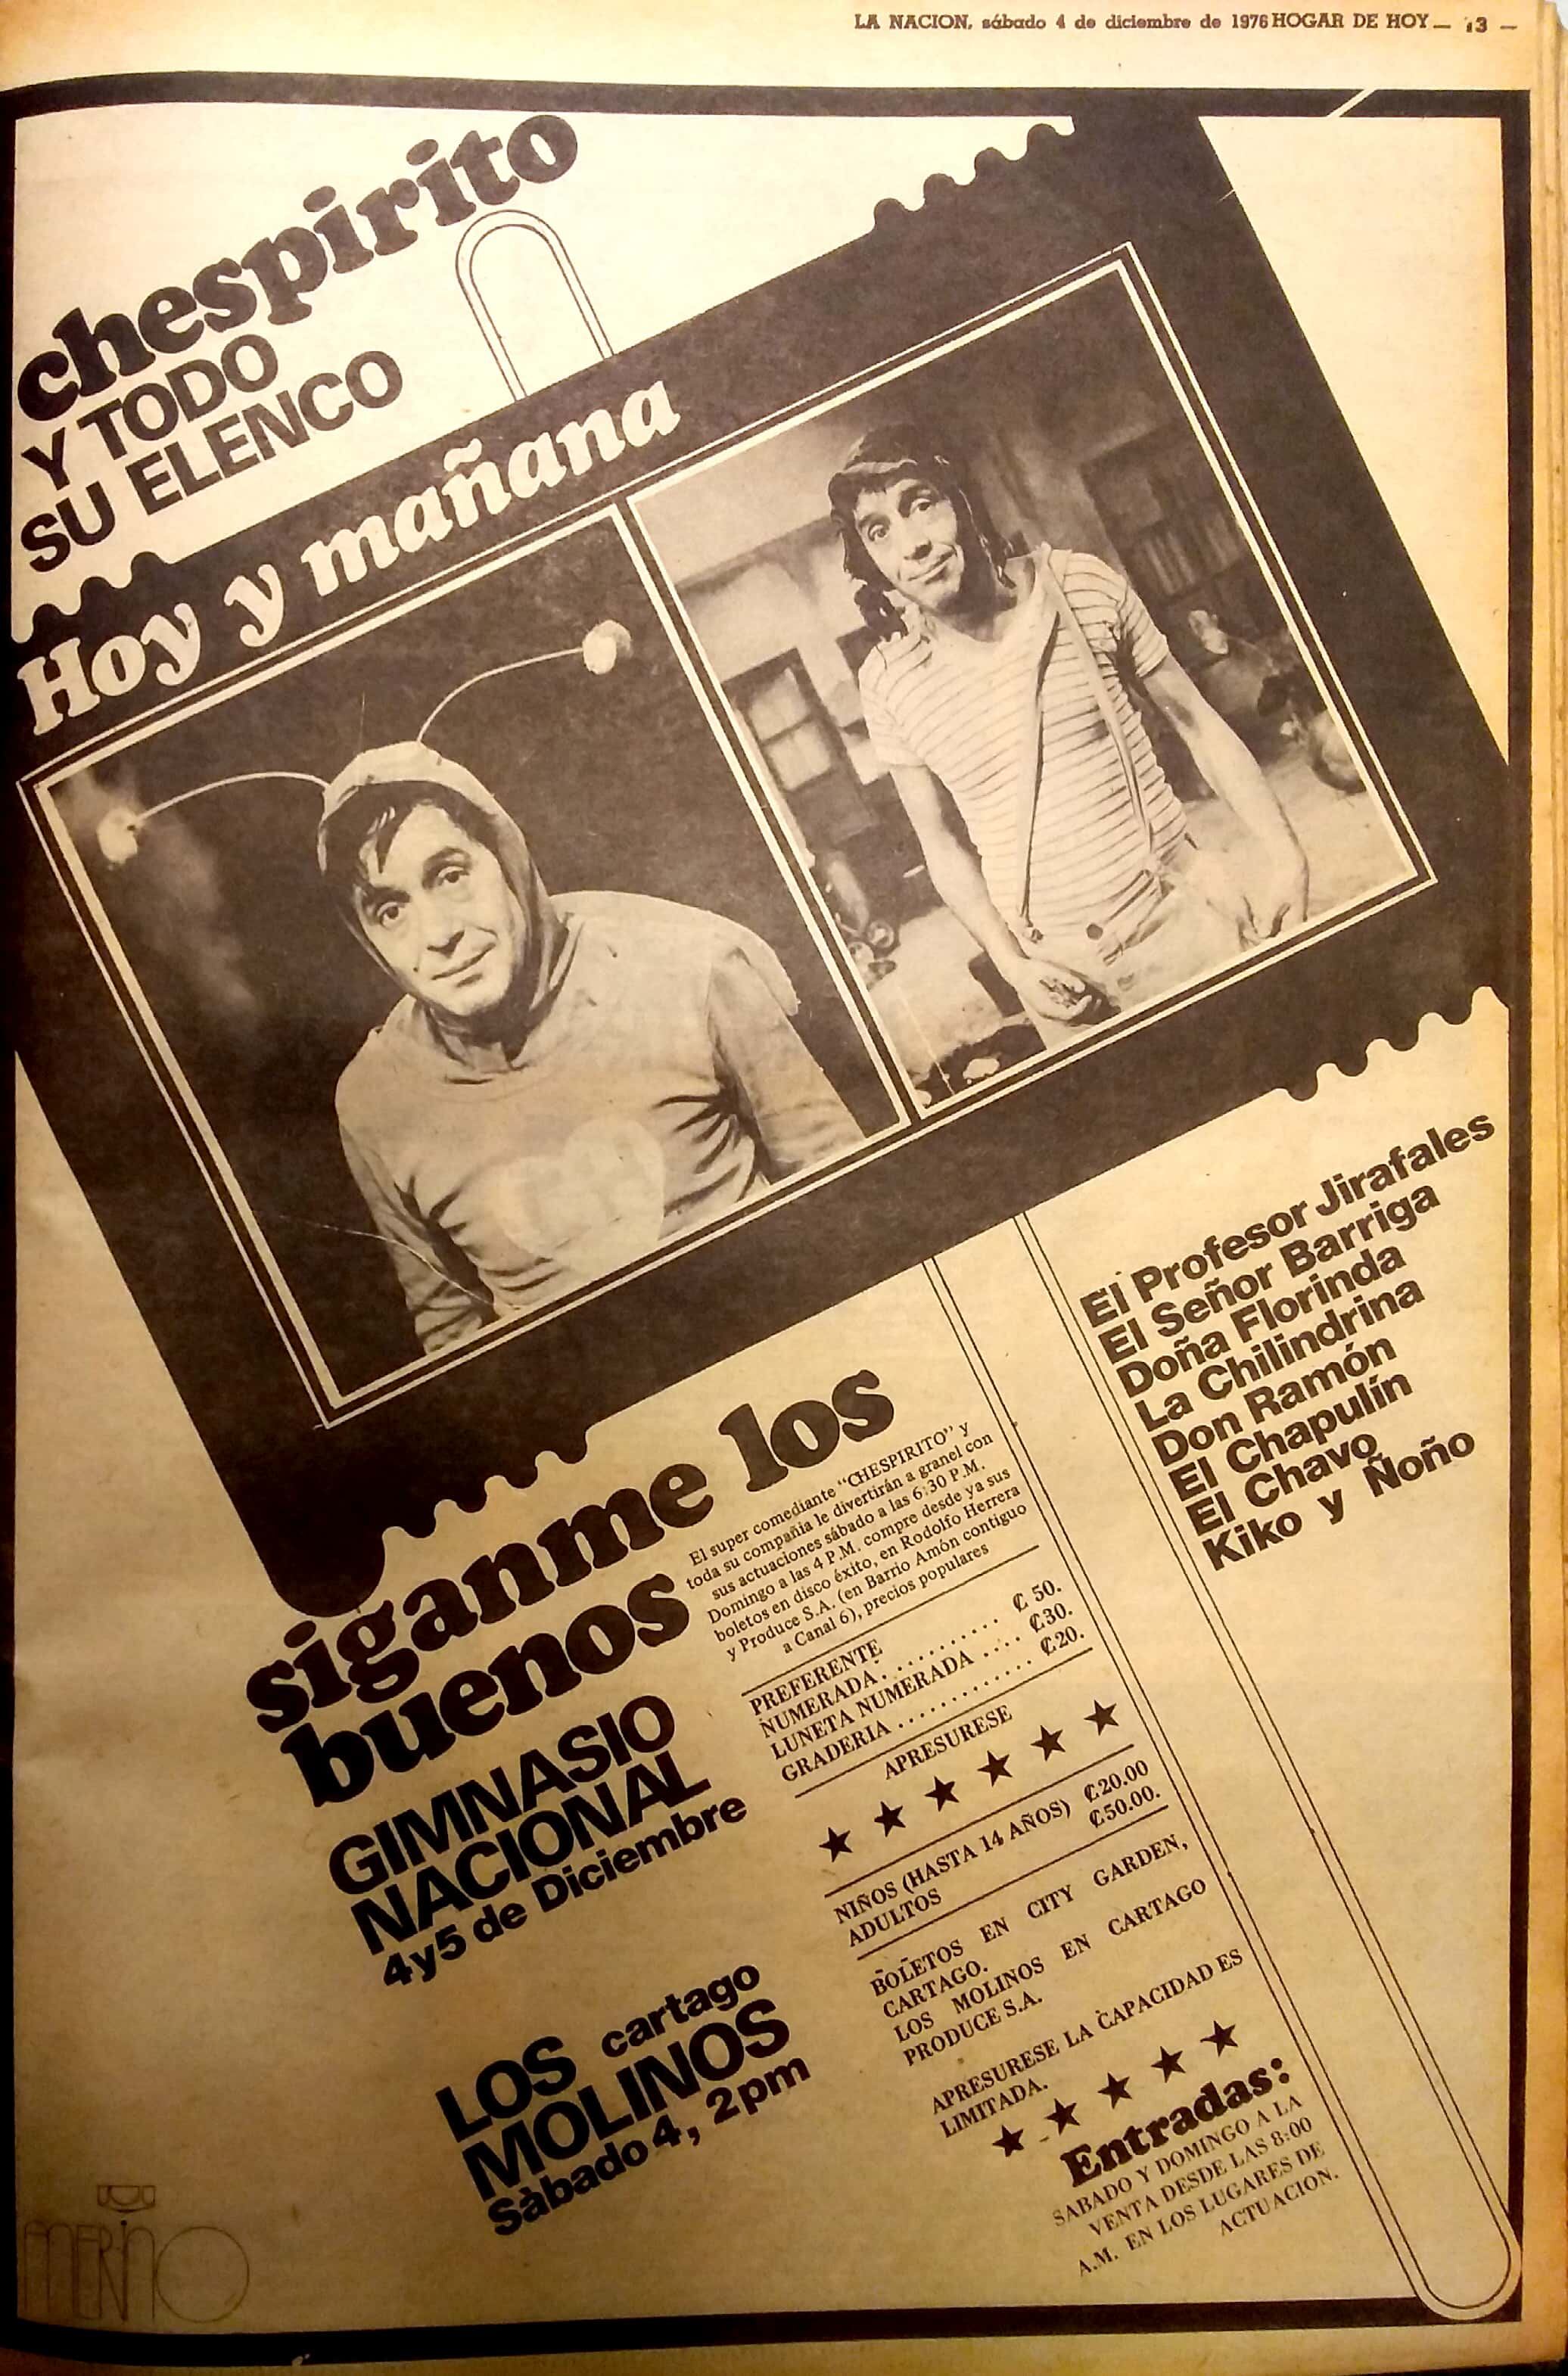 LA NACION, sábado 4 de diciembre de 1976 HOGAR DE HOY — 13 —
chespirito
Y TODO
SU ELENCO
Hoy y mañana
CH
El Profesor Jirafales
El Señor Barriga
Doña Florinda
La Chilindrina
Don Ramón
El Chapulín
El Chavo
Kiko y Ñoño
siganme los
buenos
El super comediante "CHESPIRITO" y
toda su compañia le divertirán a granel con
sus actuaciones sábado a las 6:30 P.M.
Domingo a las 4 P.M. compre desde ya sus
boletos en disco éxito, en Rodolfo Herrera
y Produce S.A. (en Barrio Amón contiguo
a Canal 6), precios populares
PREFERENTE
NUMERADA. . . . . . . . . . . ₡ 50.
LUNETA NUMERADA . . . . ₡30.
GRADERIA . . . . . . . . . . . . ₡20.
APRESURESE
NIÑOS (HASTA 14 AÑOS) ₡20.00
ADULTOS ₡50.00.
BOLETOS EN CITY GARDEN,
CARTAGO.
LOS MOLINOS EN CARTAGO
PRODUCE S.A.
APRESURESE LA CAPACIDAD ES
LIMITADA.
Entradas:
SABADO Y DOMINGO A LA
VENTA DESDE LAS 8:00
A.M. EN LOS LUGARES DE
ACTUACION.
GIMNASIO
NACIONAL
4y5 de Diciembre
LOS cartago
MOLINOS
Sàbado 4, 2pm
MERINO